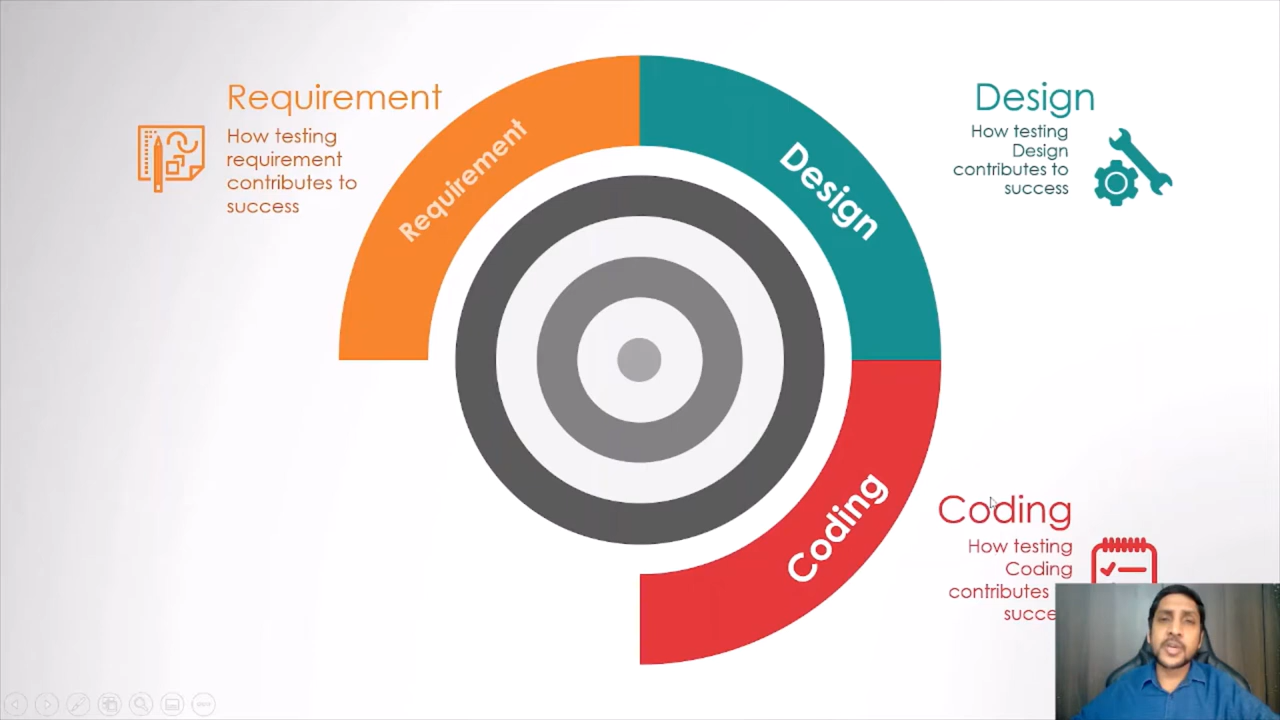 Requirement
How testing
requirement
contributes to
success
Requirement
Design
Design
How testing
Design
contributes to
success
Coding
Coding
How testing
Coding
contributes